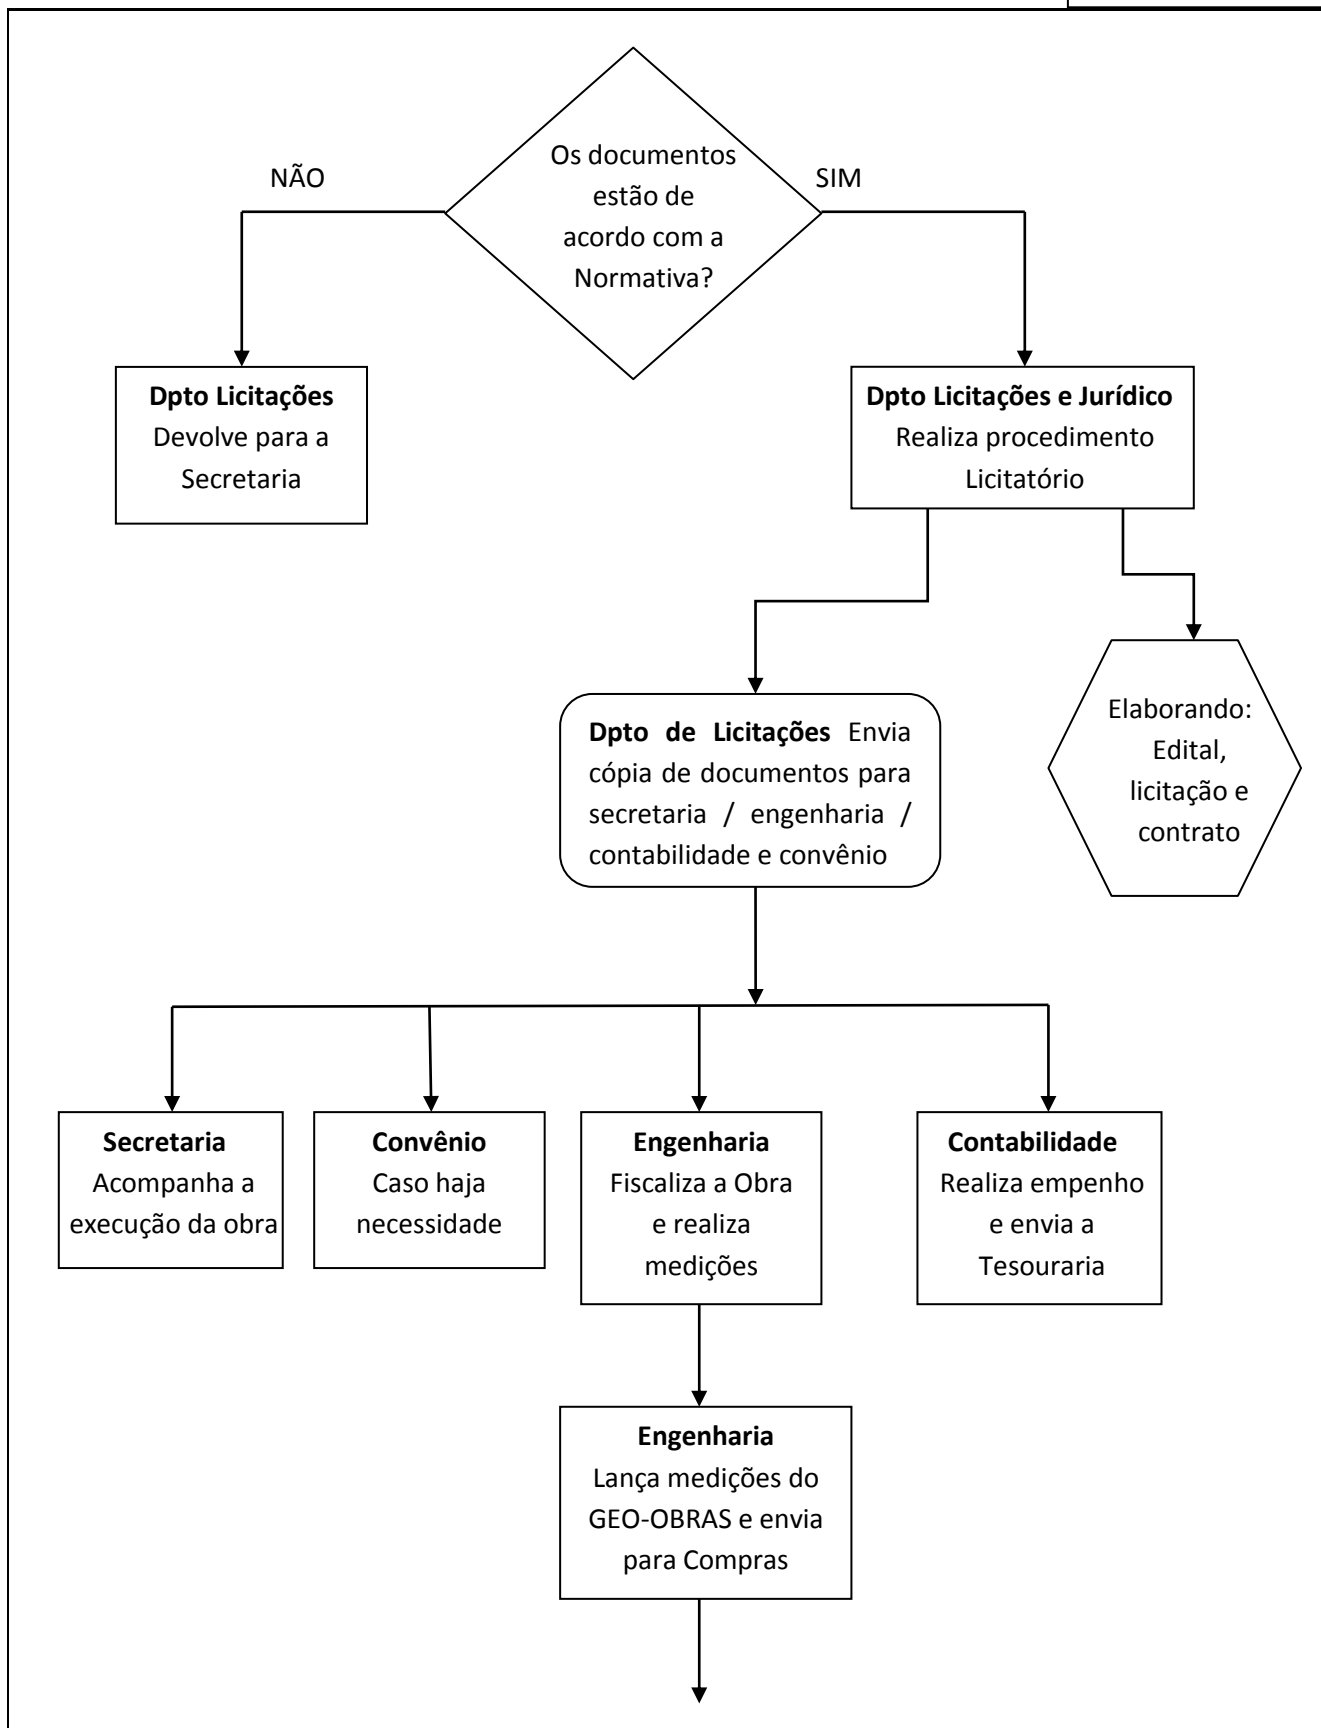 Os documentos
estão de
acordo com a
Normativa?
NÃO
SIM
Dpto Licitações
Devolve para a
Secretaria
Dpto Licitações e Jurídico
Realiza procedimento
Licitatório
Dpto de Licitações Envia
cópia de documentos para
secretaria / engenharia /
contabilidade e convênio
Elaborando:
Edital,
licitação e
contrato
Secretaria
Acompanha a
execução da obra
Convênio
Caso haja
necessidade
Engenharia
Fiscaliza a Obra
e realiza
medições
Contabilidade
Realiza empenho
e envia a
Tesouraria
Engenharia
Lança medições do
GEO-OBRAS e envia
para Compras